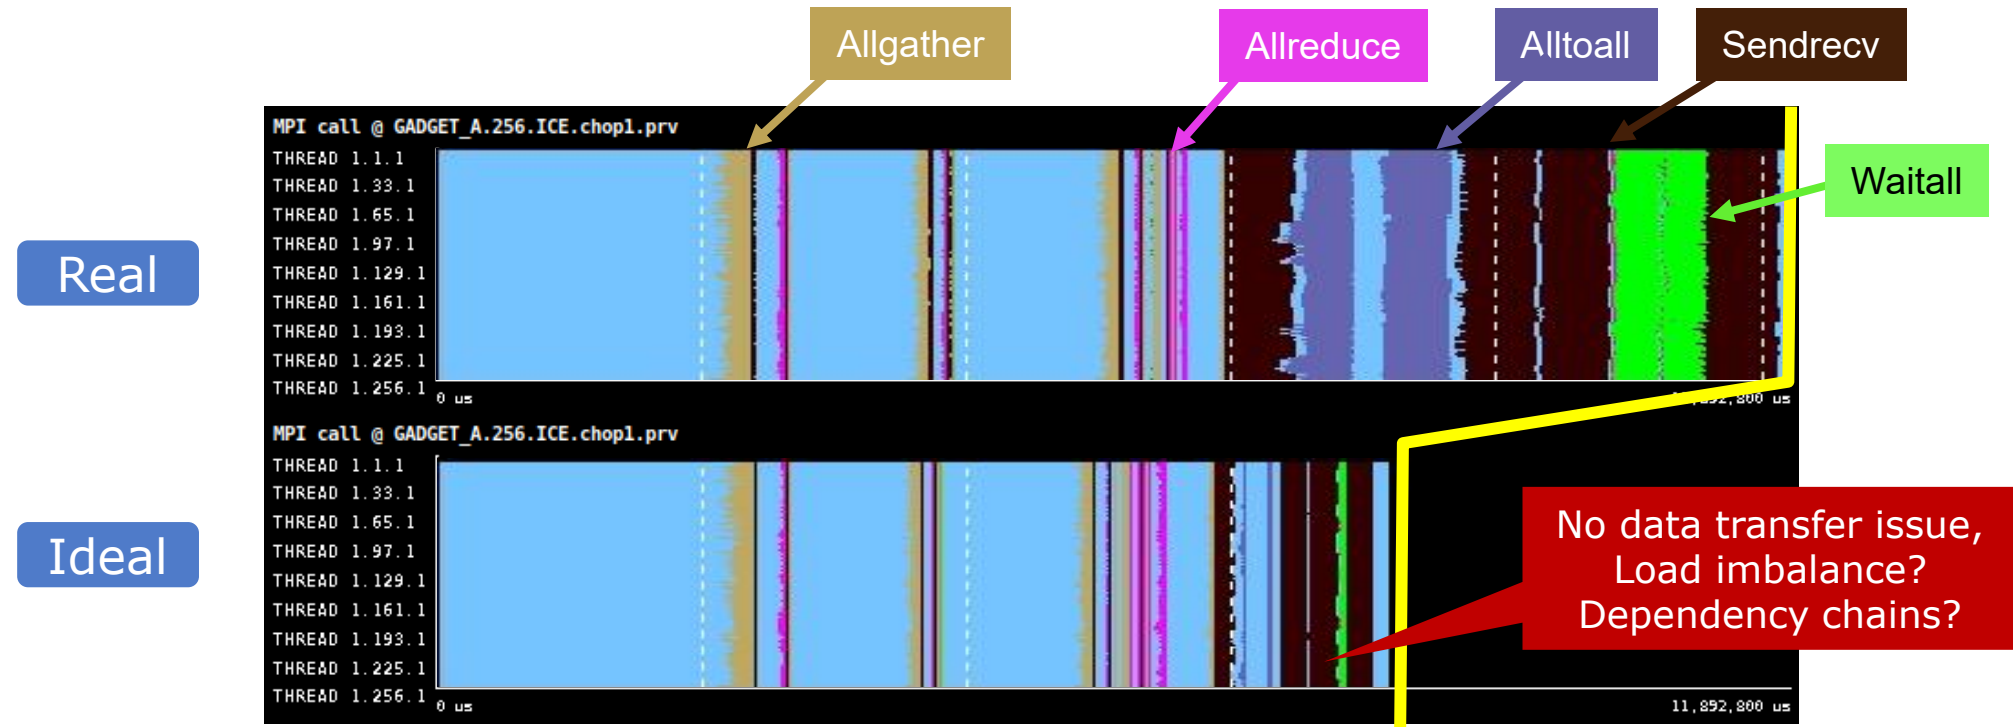 Allgather
Allreduce
Alltoall
Sendrecv
MPI call @ GADGET_A.256.ICE.chop1.prv
THREAD 1.1.1
THREAD 1.33.1
THREAD 1.65.1
THREAD 1.97.1
THREAD 1.129.1
THREAD 1.161.1
THREAD 1.193.1
THREAD 1.225.1
THREAD 1.256.1
0 us
800 us
Waitall
Real
MPI call @ GADGET_A.256.ICE.chop1.prv
THREAD 1.1.1
THREAD 1.33.1
THREAD 1.65.1
THREAD 1.97.1
THREAD 1.129.1
THREAD 1.161.1
THREAD 1.193.1
THREAD 1.225.1
THREAD 1.256.1
0 us
11,892,800 us
Ideal
No data transfer issue,
Load imbalance?
Dependency chains?